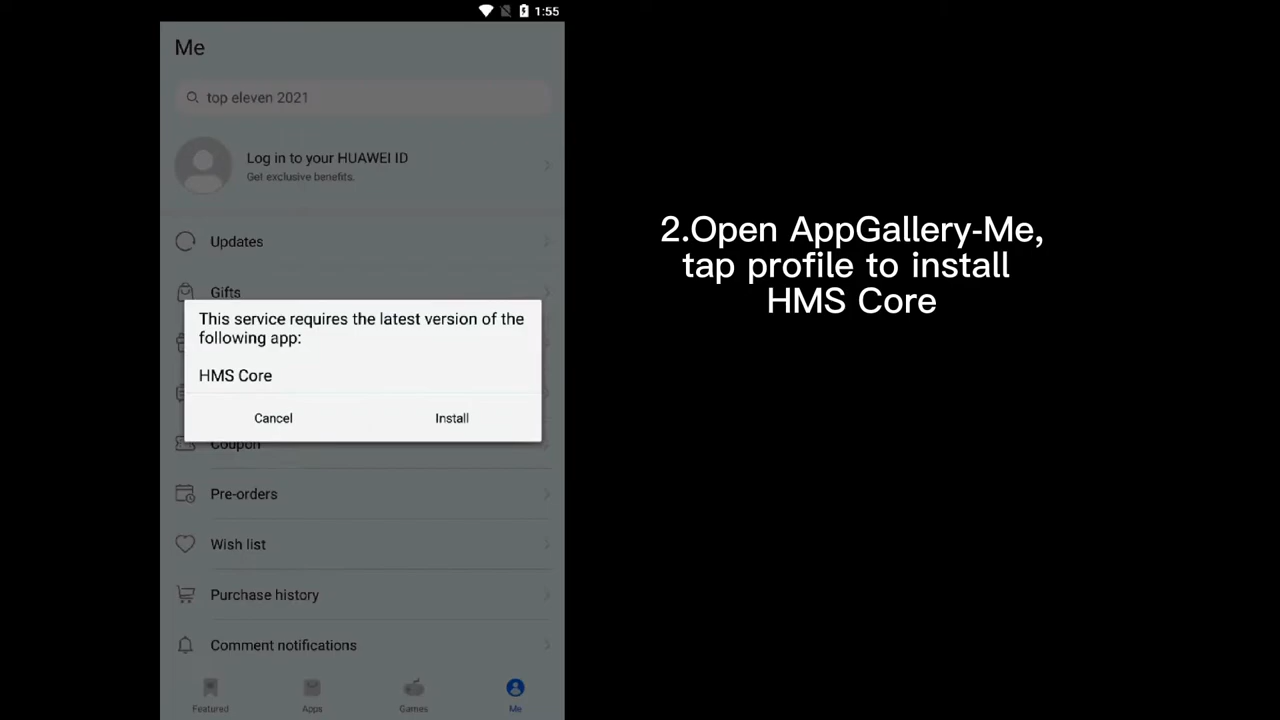 1:55
Me
top eleven 2021
Log in to your HUAWEI ID
Get exclusive benefits.
Updates
Gifts
This service requires the latest version of the
following app:
HMS Core
Cancel
Install
Coupon
Pre-orders
Wish list
Purchase history
Comment notifications
Featured
Apps
Games
Me
2.Open AppGallery-Me,
tap profile to install
HMS Core